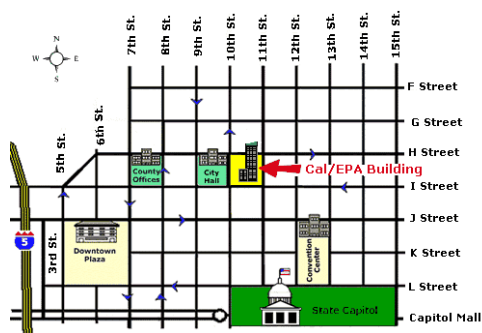 N
W E
S
7th St.
8th St.
9th St.
10th St.
11th St.
12th St.
13th St.
14th St.
15th St.
F Street
G Street
5th St.
6th St.
H Street
County
Offices
City
Hall
Cal/EPA Building
I Street
J Street
5
3rd St.
Downtown
Plaza
Convention
Center
K Street
L Street
State Capitol
Capitol Mall